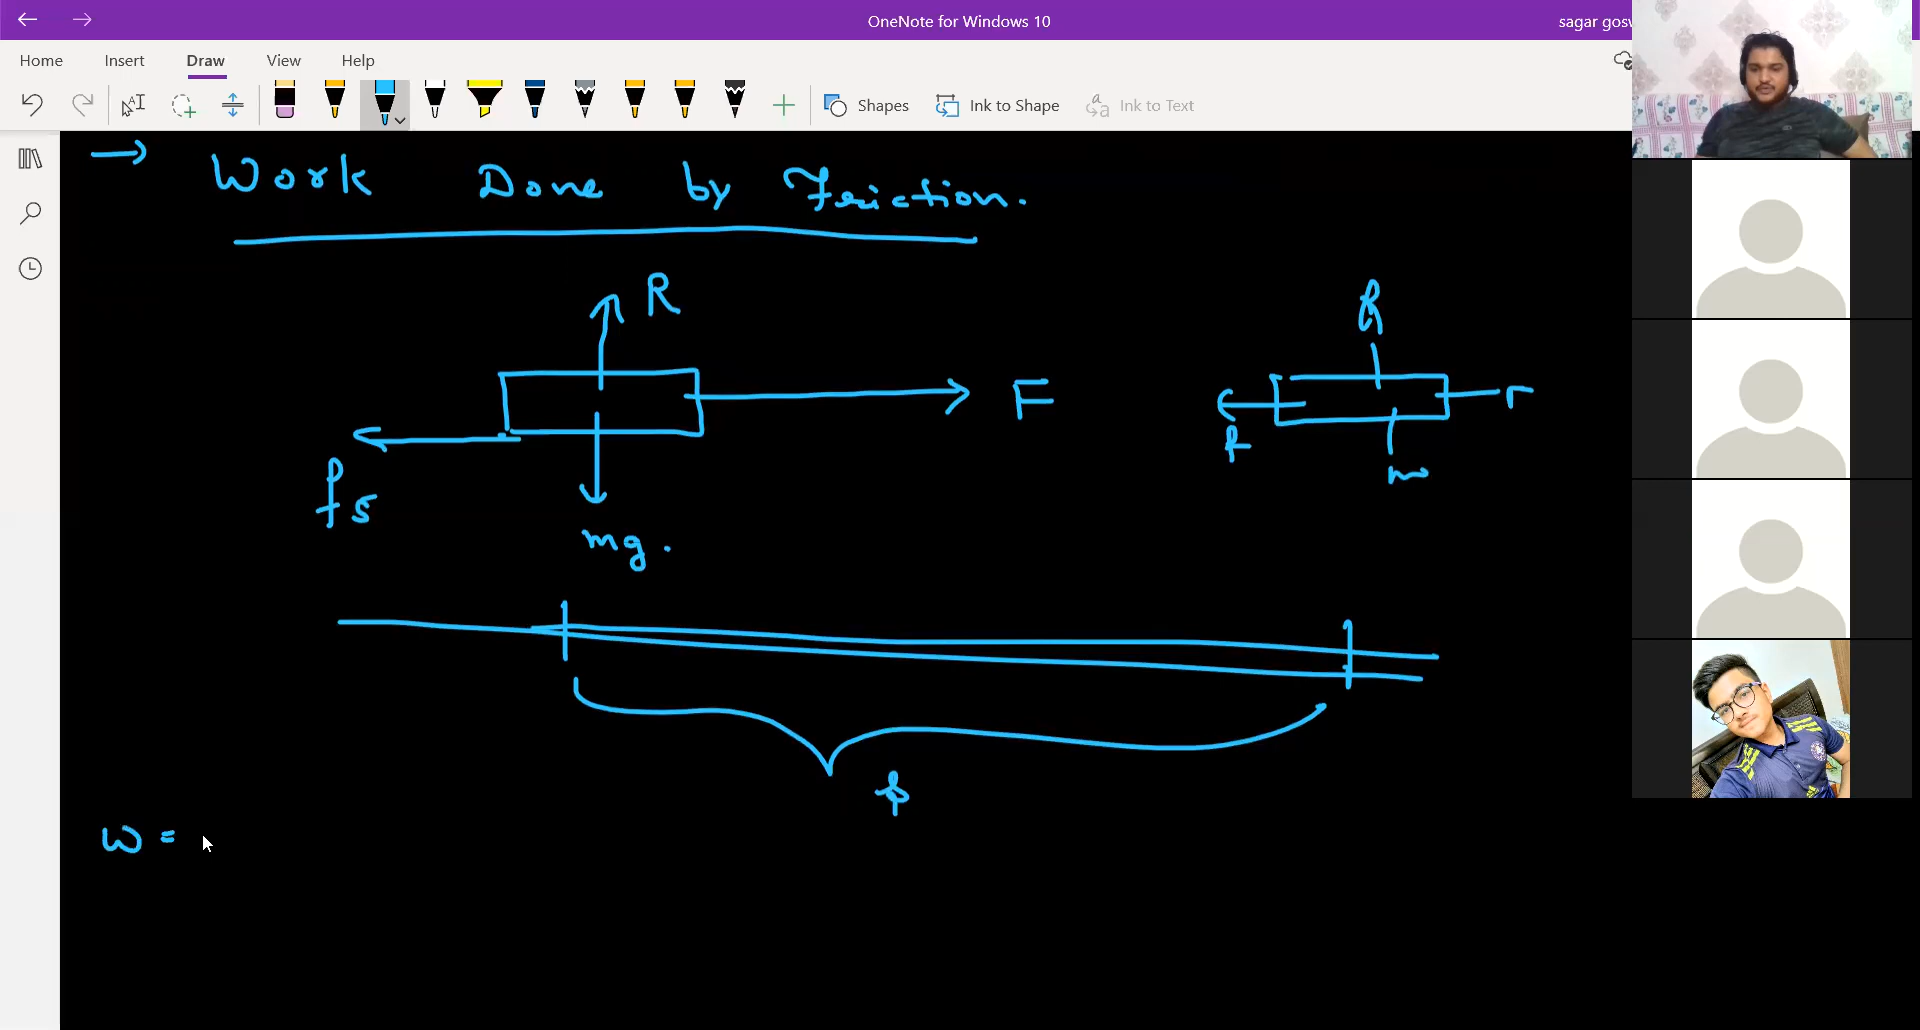 OneNote for Windows 10
sagar gosw
Home Insert Draw View Help
Shapes Ink to Shape Ink to Text
→ Work Done by Friction.
R
R
F
fs
mg.
W =